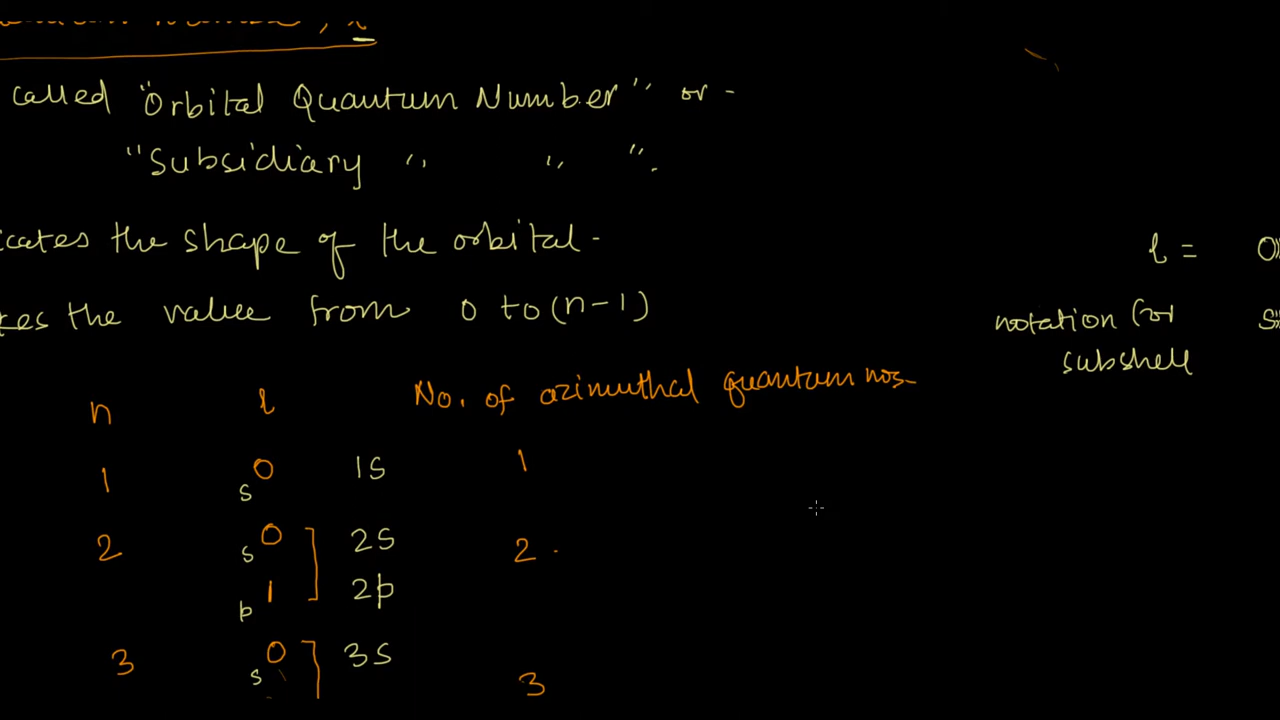 called "Orbital Quantum Number" or -
"Subsidiary " " ".
the shape of the orbital -
the value from 0 to (n-1)
l = 0
notation for
subshell
n l No. of azimuthal quantum nos.
1 s 0 1s 1
2 s 0 2s 2
p 1 2p
3 s 0 3s 3